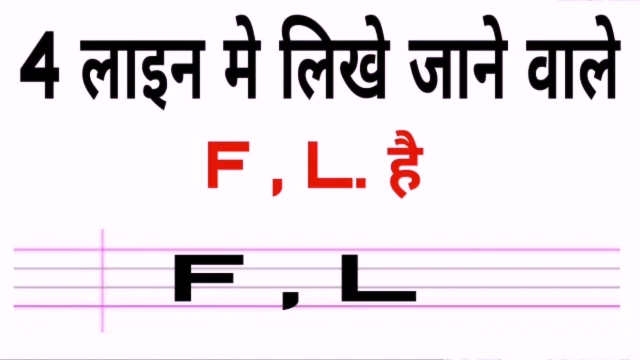 4 लाइन मे लिखे जाने वाले
F , L. है
F , L